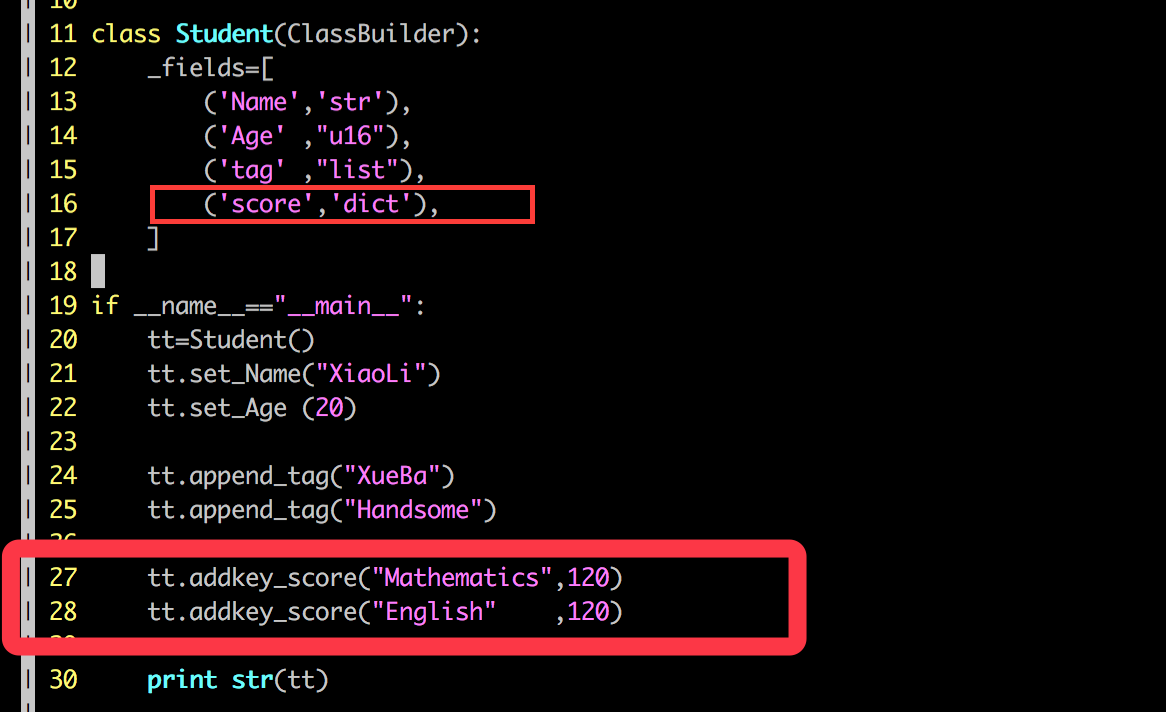 10
11 class Student(ClassBuilder):
12     _fields=[
13         ('Name','str'),
14         ('Age' ,"u16"),
15         ('tag' ,"list"),
16         ('score','dict'),
17     ]
18
19 if __name__=="__main__":
20     tt=Student()
21     tt.set_Name("XiaoLi")
22     tt.set_Age (20)
23
24     tt.append_tag("XueBa")
25     tt.append_tag("Handsome")
26
27     tt.addkey_score("Mathematics",120)
28     tt.addkey_score("English"    ,120)
29
30     print str(tt)